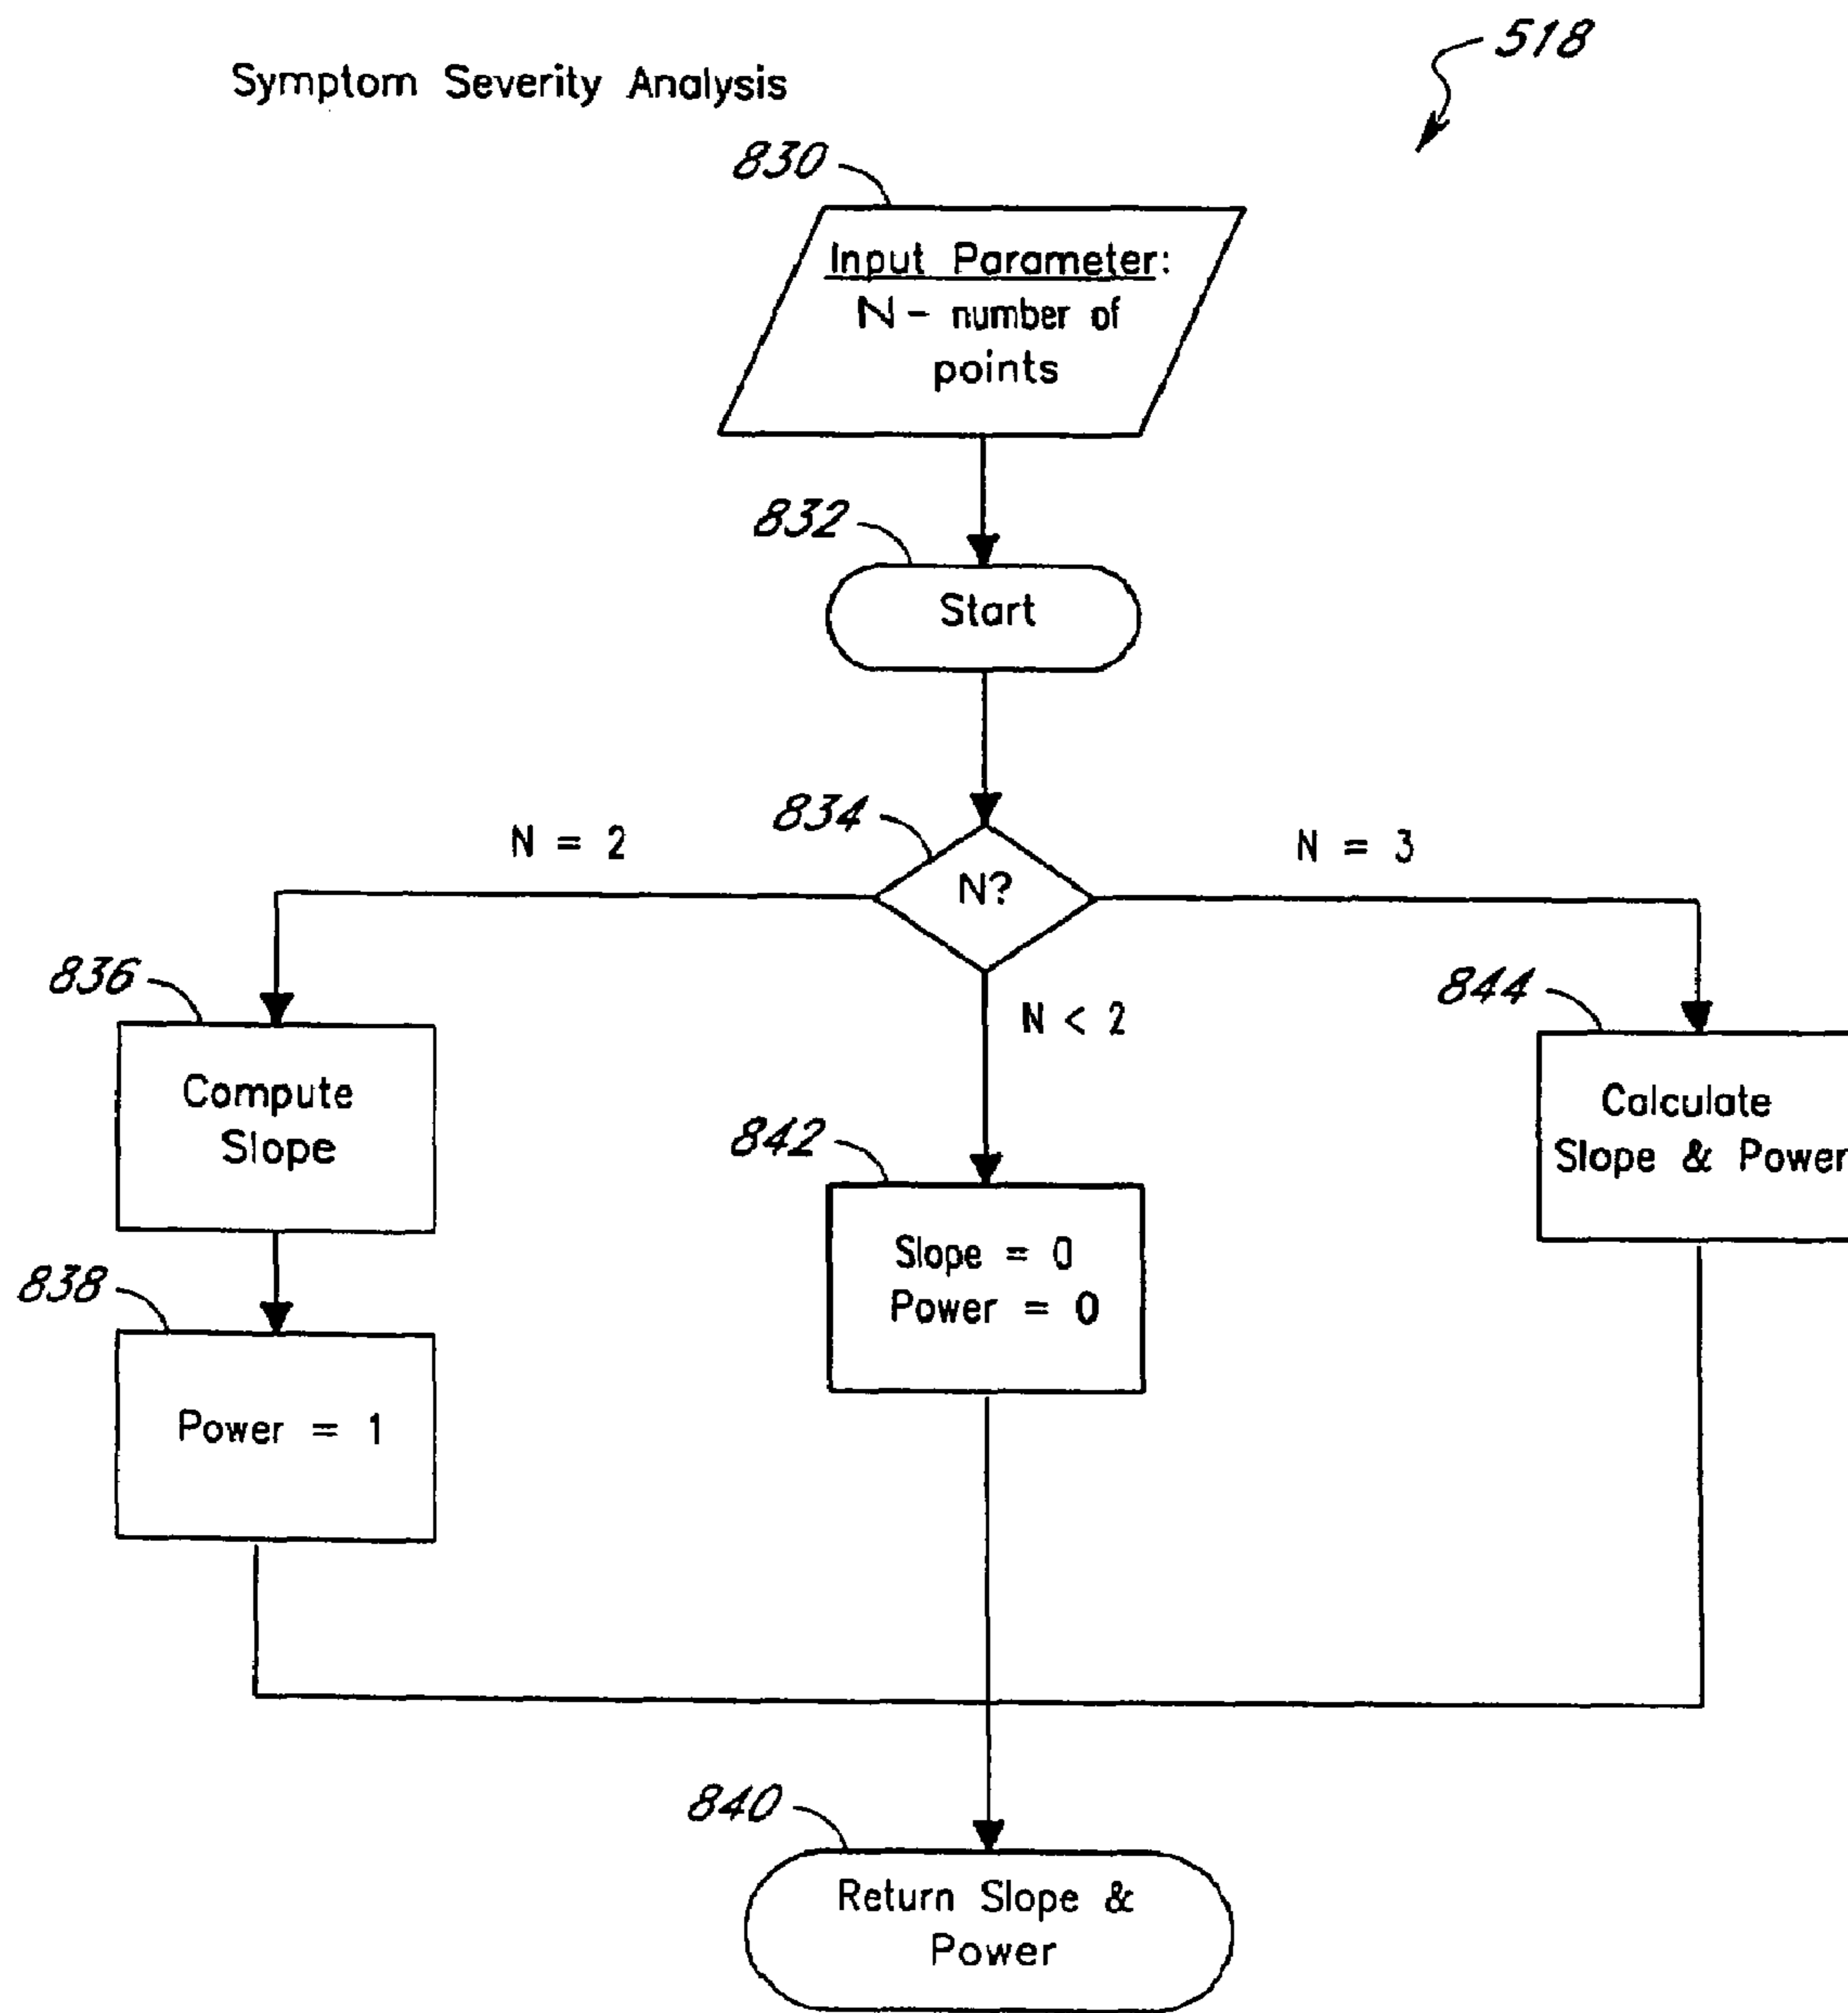 518
Symptom Severity Analysis
830
Input Parameter:
N - number of
points
832
Start
834
N = 2
N?
N = 3
836
N < 2
844
Compute
Slope
842
Calculate
Slope & Power
Slope = 0
Power = 0
838
Power = 1
840
Return Slope &
Power